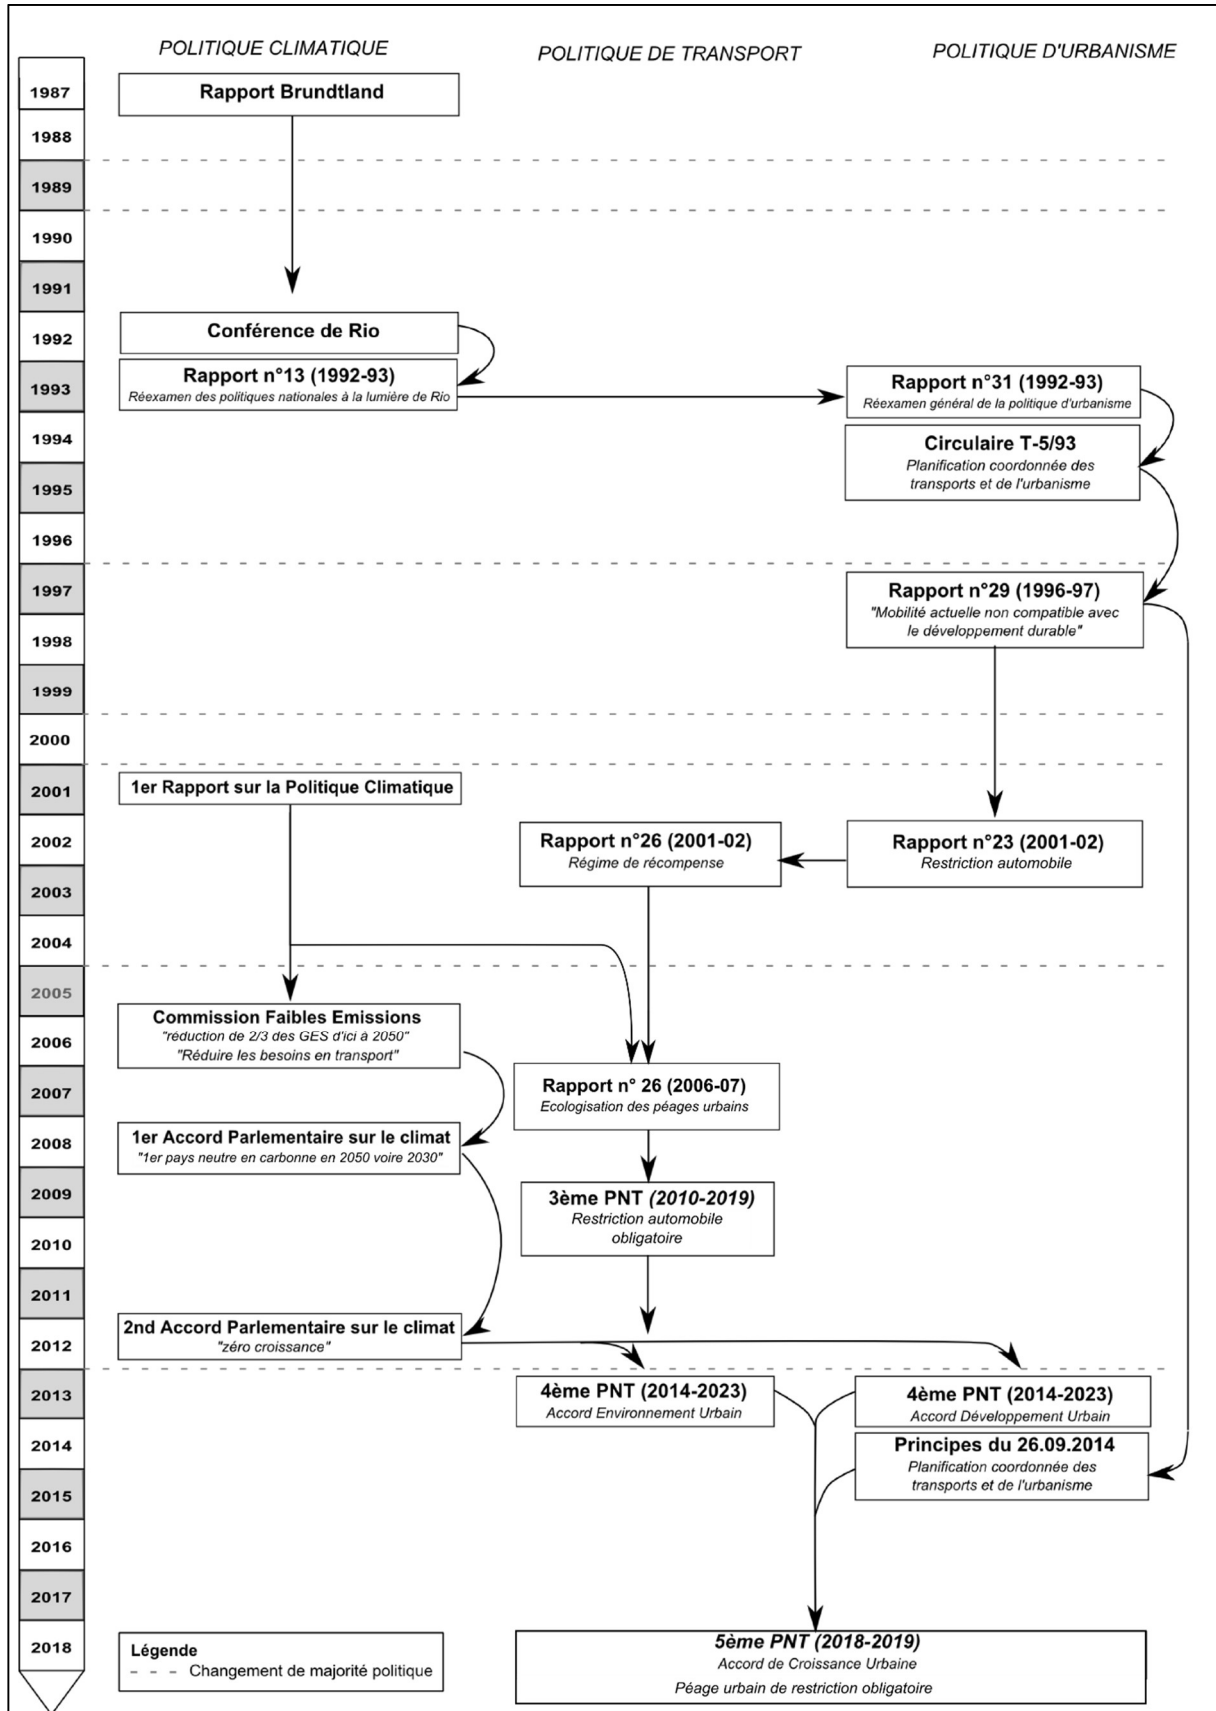 POLITIQUE CLIMATIQUE
POLITIQUE DE TRANSPORT
POLITIQUE D'URBANISME
1987
1988
1989
1990
1991
1992
1993
1994
1995
1996
1997
1998
1999
2000
2001
2002
2003
2004
2005
2006
2007
2008
2009
2010
2011
2012
2013
2014
2015
2016
2017
2018
Rapport Brundtland
Conférence de Rio
Rapport n°13 (1992-93)
Réexamen des politiques nationales à la lumière de Rio
Rapport n°31 (1992-93)
Réexamen général de la politique d'urbanisme
Circulaire T-5/93
Planification coordonnée des
transports et de l'urbanisme
Rapport n°29 (1996-97)
"Mobilité actuelle non compatible avec
le développement durable"
1er Rapport sur la Politique Climatique
Rapport n°26 (2001-02)
Régime de récompense
Rapport n°23 (2001-02)
Restriction automobile
Commission Faibles Emissions
"réduction de 2/3 des GES d'ici à 2050"
"Réduire les besoins en transport"
Rapport n° 26 (2006-07)
Ecologisation des péages urbains
1er Accord Parlementaire sur le climat
"1er pays neutre en carbonne en 2050 voire 2030"
3ème PNT (2010-2019)
Restriction automobile
obligatoire
2nd Accord Parlementaire sur le climat
"zéro croissance"
4ème PNT (2014-2023)
Accord Environnement Urbain
4ème PNT (2014-2023)
Accord Développement Urbain
Principes du 26.09.2014
Planification coordonnée des
transports et de l'urbanisme
5ème PNT (2018-2019)
Accord de Croissance Urbaine
Péage urbain de restriction obligatoire
Légende
- - - Changement de majorité politique